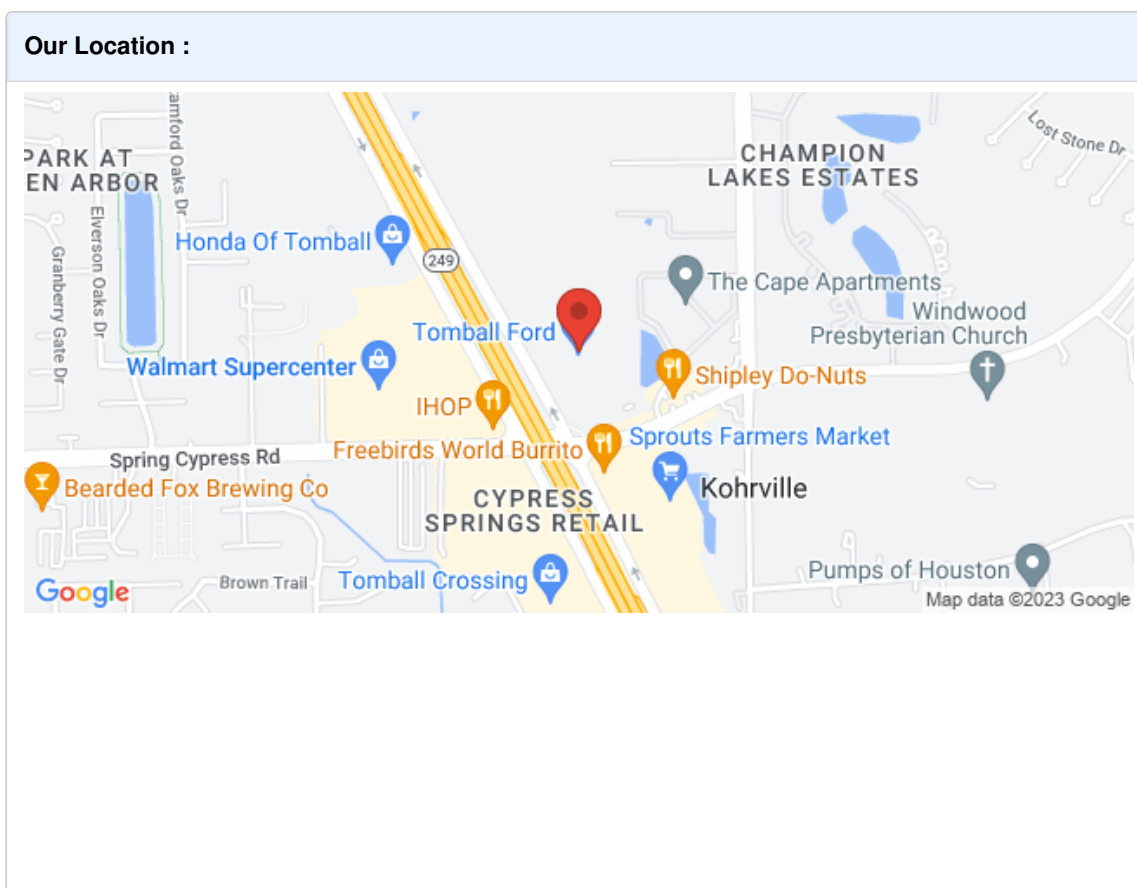 Our Location :
PARK AT
EN ARBOR
amford Oaks Dr
Elverson Oaks Dr
Granberry Gate Dr
Honda Of Tomball
249
CHAMPION
LAKES ESTATES
Lost Stone Dr
The Cape Apartments
Windwood
Presbyterian Church
Tomball Ford
Walmart Supercenter
Shipley Do-Nuts
IHOP
Freebirds World Burrito
Sprouts Farmers Market
Spring Cypress Rd
Bearded Fox Brewing Co
CYPRESS
SPRINGS RETAIL
Kohrville
Brown Trail
Tomball Crossing
Pumps of Houston
Google
Map data ©2023 Google